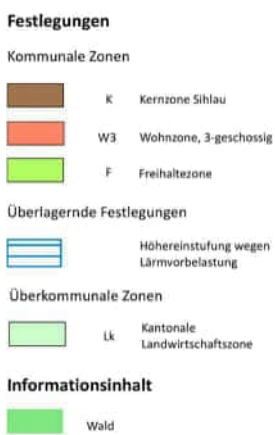 Festlegungen
Kommunale Zonen
K Kernzone Sihlau
W3 Wohnzone, 3-geschossig
F Freihaltezone
Überlagernde Festlegungen
Höhereinstufung wegen
Lärmvorbelastung
Überkommunale Zonen
Lk Kantonale
Landwirtschaftszone
Informationsinhalt
Wald